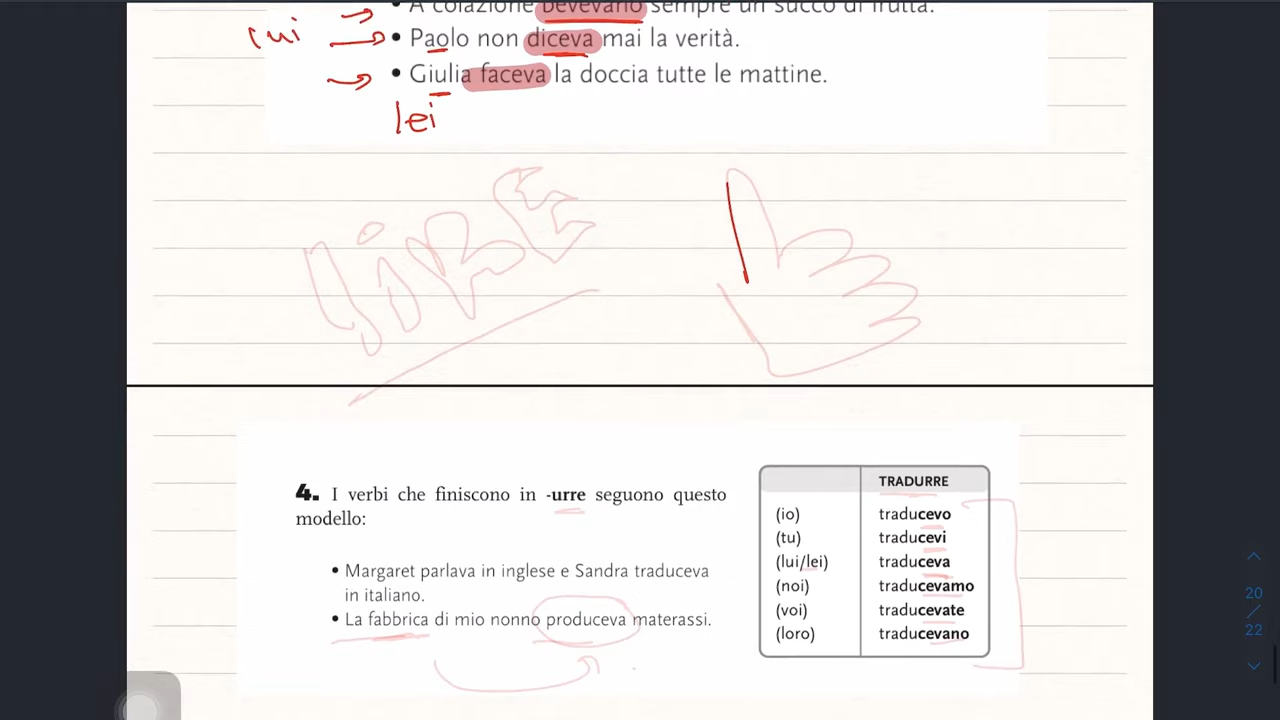 • A colazione bevevano sempre un succo di frutta.
lui • Paolo non diceva mai la verità.
• Giulia faceva la doccia tutte le mattine.
lei
4. I verbi che finiscono in -urre seguono questo
modello:
• Margaret parlava in inglese e Sandra traduceva
in italiano.
• La fabbrica di mio nonno produceva materassi.
TRADURRE
(io) traducevo
(tu) traducevi
(lui/lei) traduceva
(noi) traducevamo
(voi) traducevate
(loro) traducevano
20
/
22